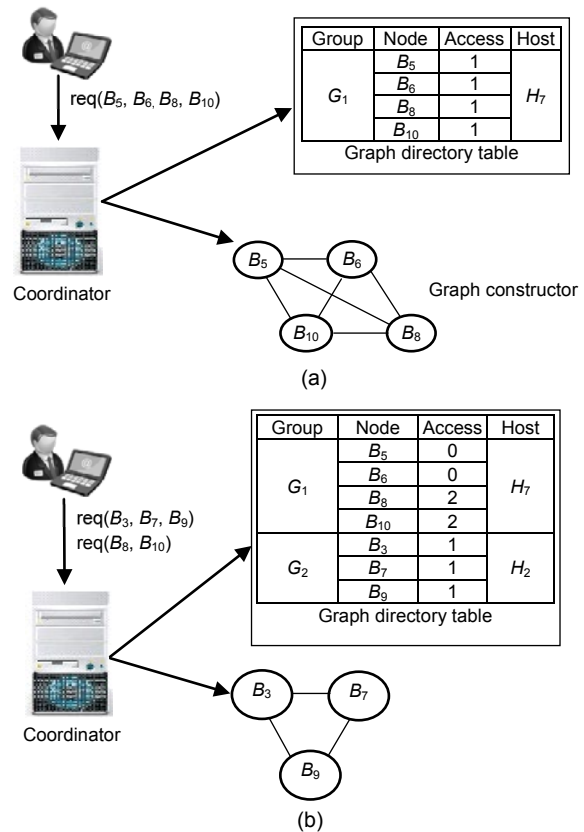 req(B5, B6, B8, B10)
Coordinator
Group Node Access Host
G1 B5 1 H7
B6 1
B8 1
B10 1
Graph directory table
B5 B6
B10 B8
Graph constructor
(a)
req(B3, B7, B9)
req(B8, B10)
Coordinator
Group Node Access Host
G1 B5 0 H7
B6 0
B8 2
B10 2
G2 B3 1 H2
B7 1
B9 1
Graph directory table
B3 B7
B9
(b)